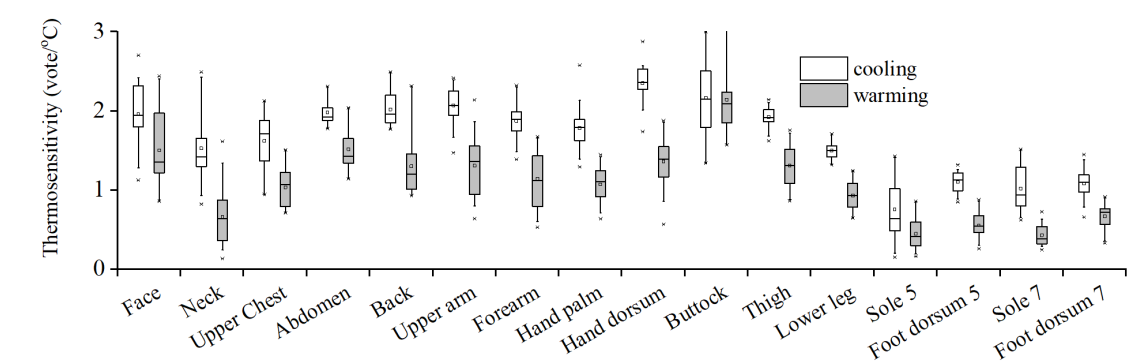 Thermosensitivity (vote/°C)
3
2
1
0
cooling
warming
Face
Neck
Upper Chest
Abdomen
Back
Upper arm
Forearm
Hand palm
Hand dorsum
Buttock
Thigh
Lower leg
Sole 5
Foot dorsum 5
Sole 7
Foot dorsum 7